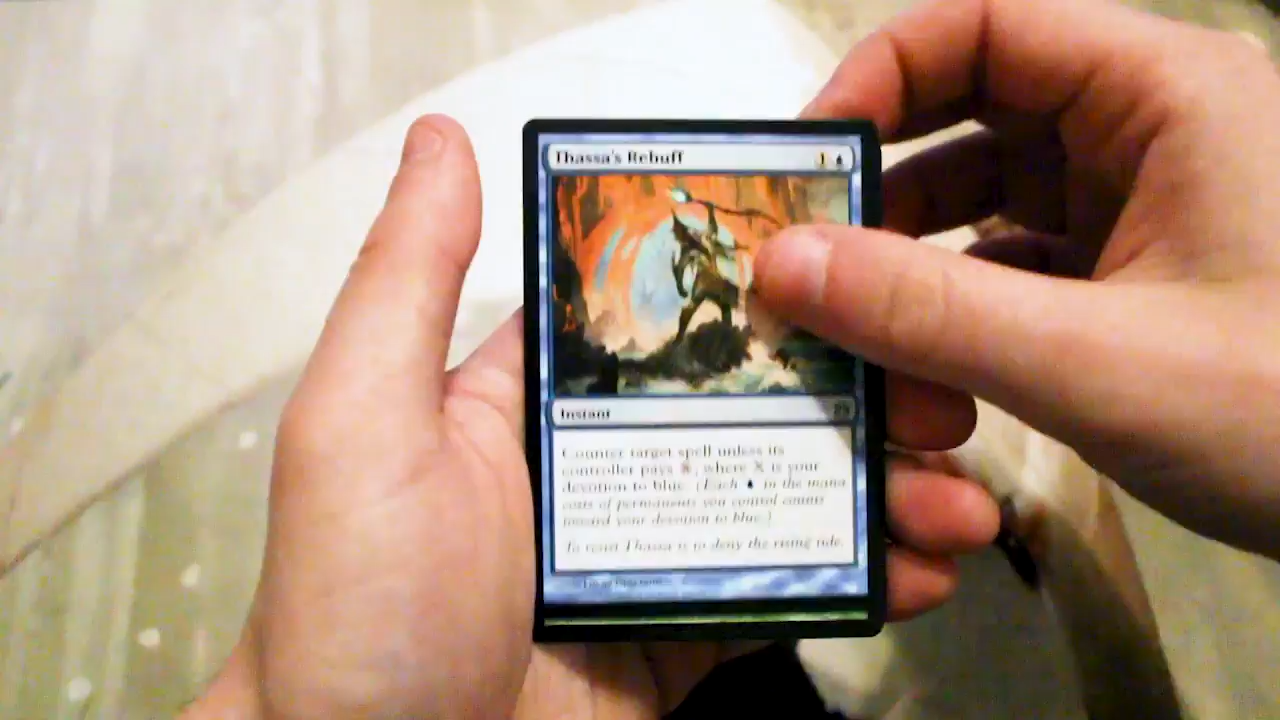 Thassa's Rebuff 1
Instant
Counter target spell unless its
controller pays X, where X is your
devotion to blue. (Each in the mana
costs of permanents you control counts
toward your devotion to blue.)
To resist Thassa is to deny the rising tide.